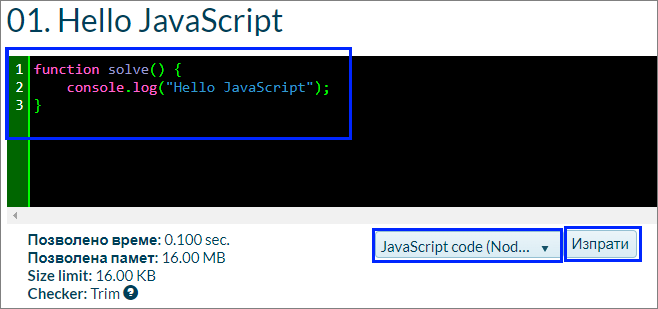 01. Hello JavaScript
1 function solve() {
2 console.log("Hello JavaScript");
3 }
Позволено време: 0.100 sec.
Позволена памет: 16.00 MB
Size limit: 16.00 KB
Checker: Trim ?
JavaScript code (Nod...
Изпрати